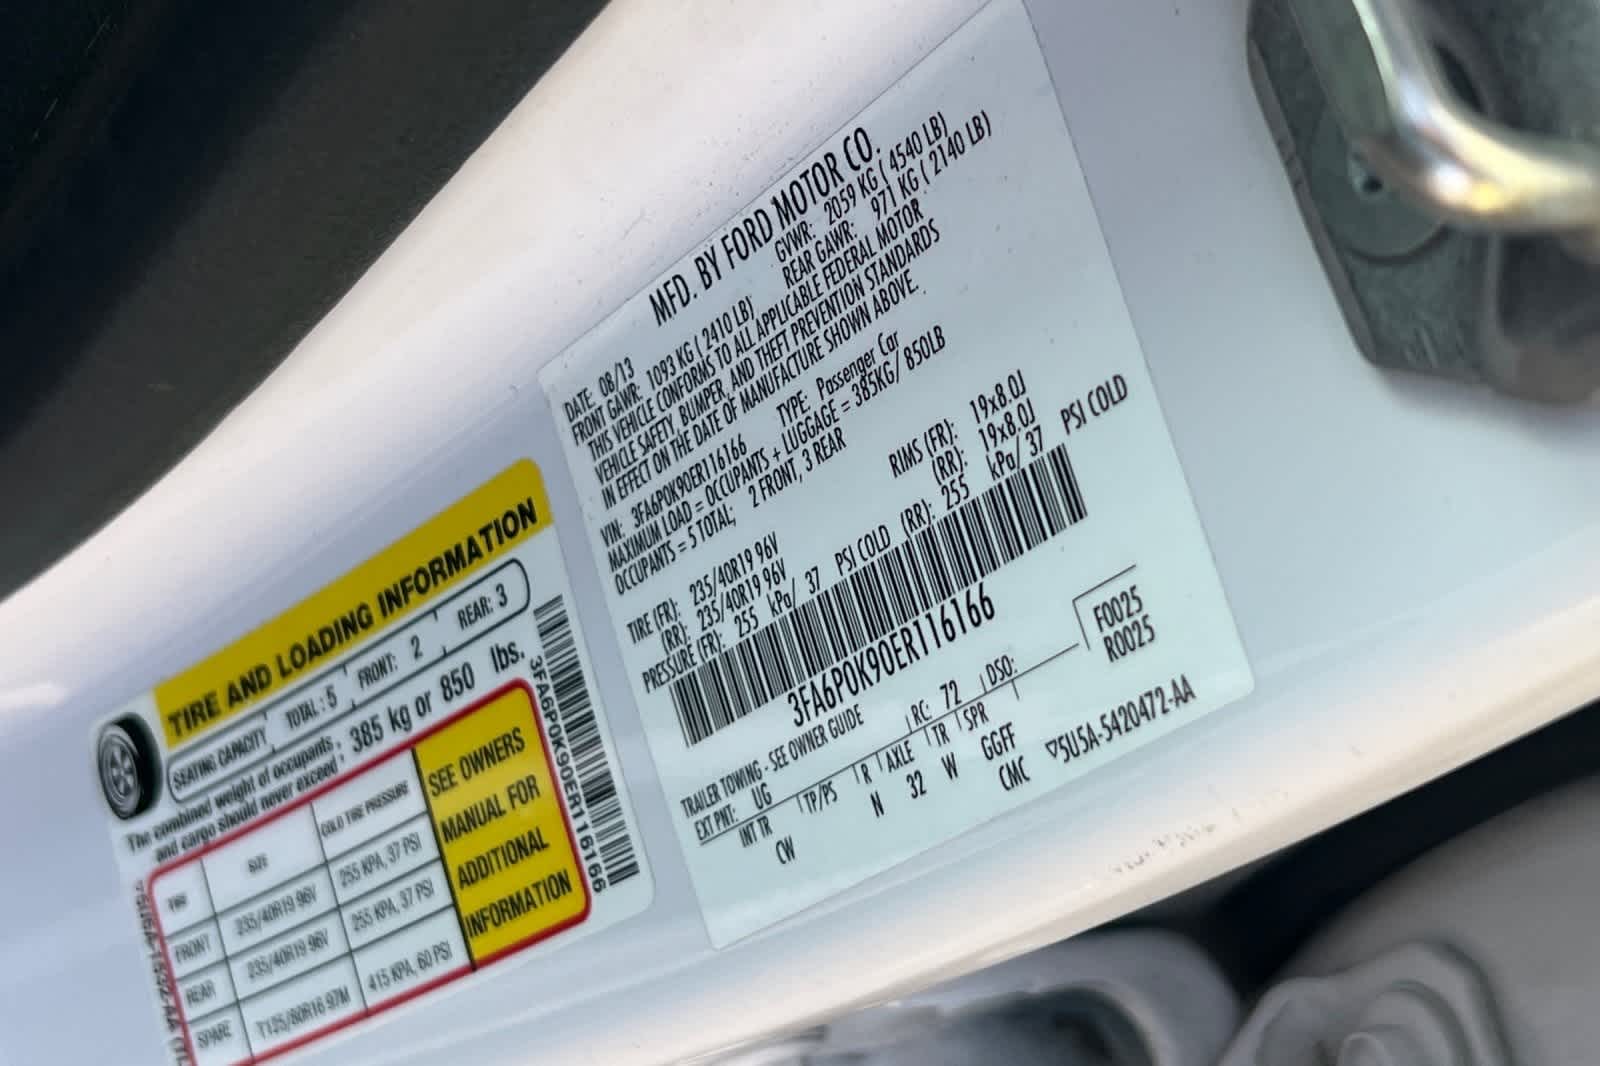 MFD. BY FORD MOTOR CO.
DATE: 08/13 GVWR: 2059 KG ( 4540 LB)
FRONT GAWR: 1093 KG ( 2410 LB) REAR GAWR: 971 KG ( 2140 LB)
THIS VEHICLE CONFORMS TO ALL APPLICABLE FEDERAL MOTOR
VEHICLE SAFETY, BUMPER, AND THEFT PREVENTION STANDARDS
IN EFFECT ON THE DATE OF MANUFACTURE SHOWN ABOVE.
VIN: 3FA6P0K90ER116166 TYPE: Passenger Car
MAXIMUM LOAD = OCCUPANTS + LUGGAGE = 385KG/ 850LB
OCCUPANTS = 5 TOTAL; 2 FRONT, 3 REAR
TIRE (FR): 235/40R19 96V RIMS (FR): 19x8.0J
(RR): 235/40R19 96V (RR): 19x8.0J
PRESSURE (FR): 255 kPa/ 37 PSI COLD (RR): 255 kPa/ 37 PSI COLD
3FA6P0K90ER116166
TRAILER TOWING - SEE OWNER GUIDE
EXT PNT: UG RC: 72 DSO: F0025
R0025
INT TR TP/PS R AXLE TR SPR
CW N 32 W GGFF
CMC
▽5U5A-5420472-AA
TIRE AND LOADING INFORMATION
SEATING CAPACITY TOTAL : 5 FRONT: 2 REAR: 3
The combined weight of occupants
and cargo should never exceed 385 kg or 850 lbs.
TIRE SIZE COLD TIRE PRESSURE
FRONT 235/40R19 96V 255 KPA, 37 PSI
REAR 235/40R19 96V 255 KPA, 37 PSI
SPARE T125/80R16 97M 415 KPA, 60 PSI
SEE OWNERS
MANUAL FOR
ADDITIONAL
INFORMATION
3FA6P0K90ER116166